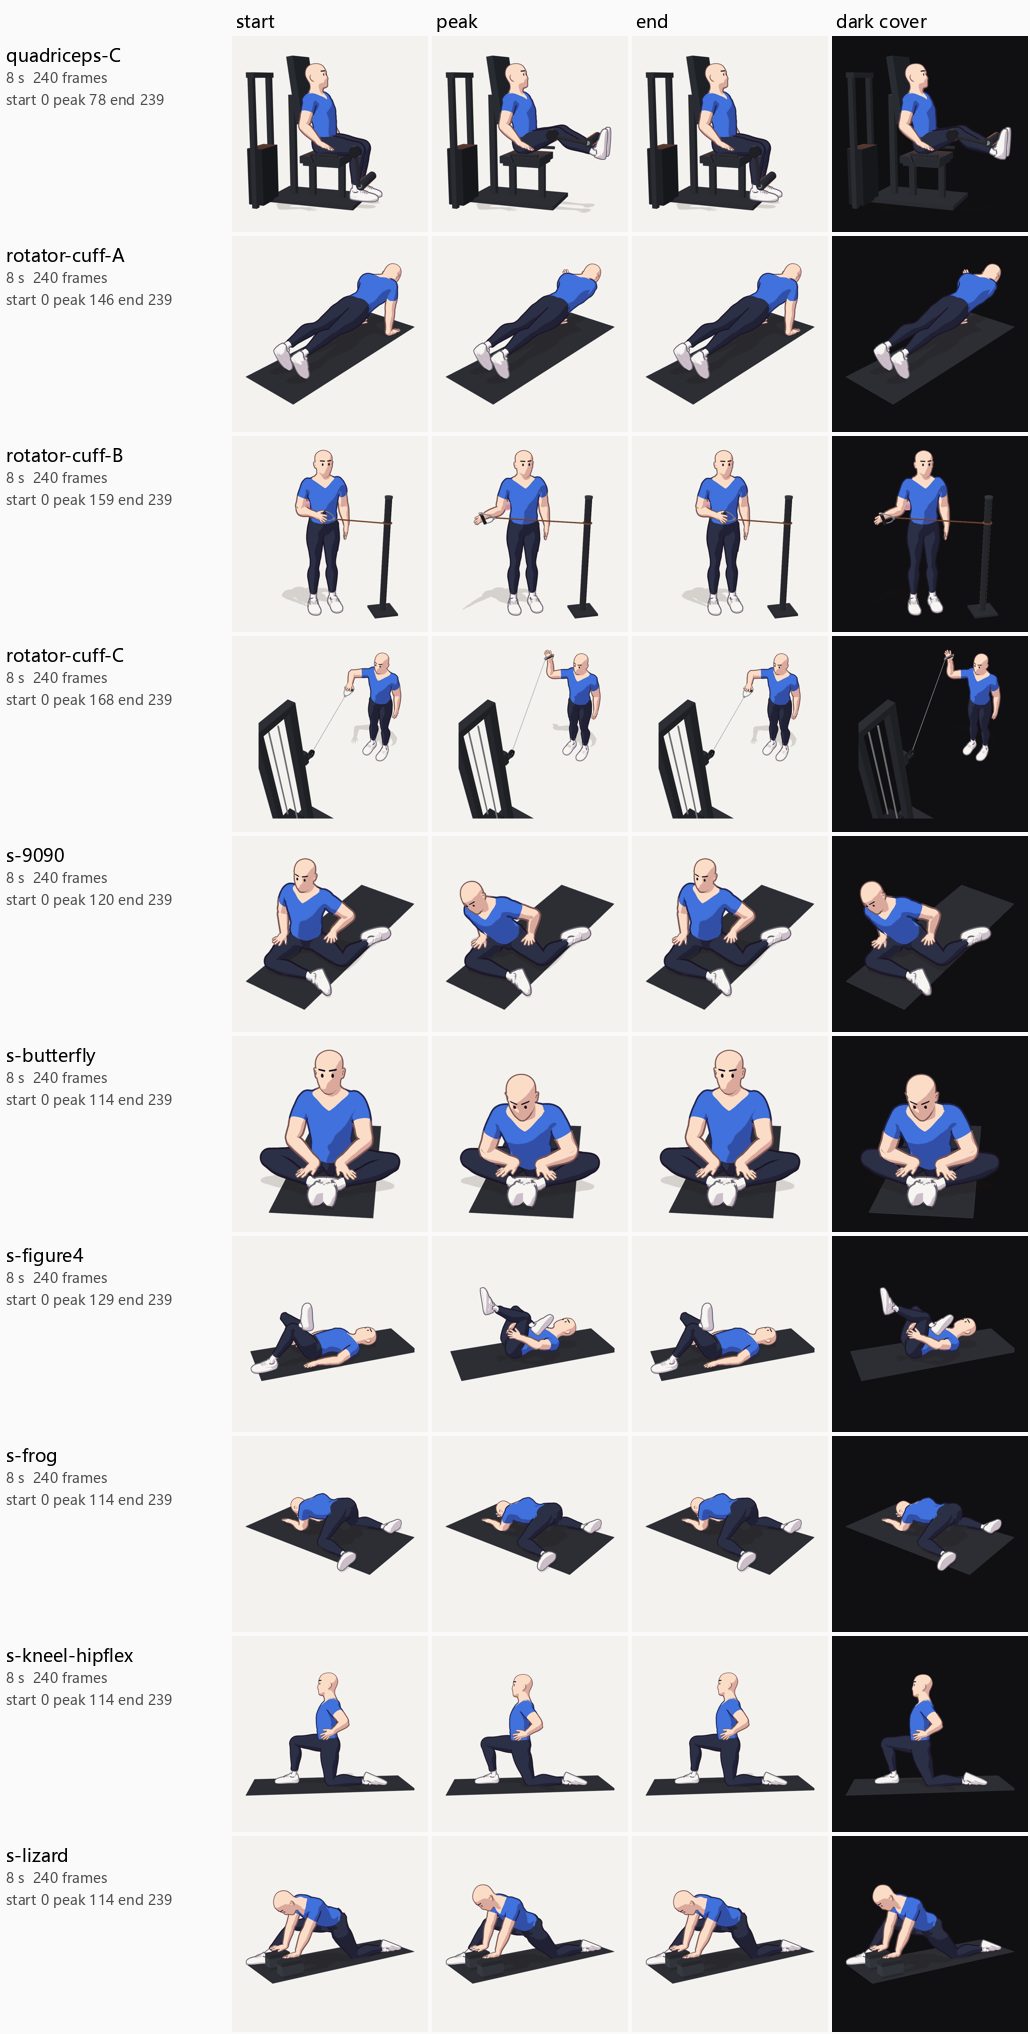 start peak end dark cover
quadriceps-C
8 s 240 frames
start 0 peak 78 end 239
rotator-cuff-A
8 s 240 frames
start 0 peak 146 end 239
rotator-cuff-B
8 s 240 frames
start 0 peak 159 end 239
rotator-cuff-C
8 s 240 frames
start 0 peak 168 end 239
s-9090
8 s 240 frames
start 0 peak 120 end 239
s-butterfly
8 s 240 frames
start 0 peak 114 end 239
s-figure4
8 s 240 frames
start 0 peak 129 end 239
s-frog
8 s 240 frames
start 0 peak 114 end 239
s-kneel-hipflex
8 s 240 frames
start 0 peak 114 end 239
s-lizard
8 s 240 frames
start 0 peak 114 end 239